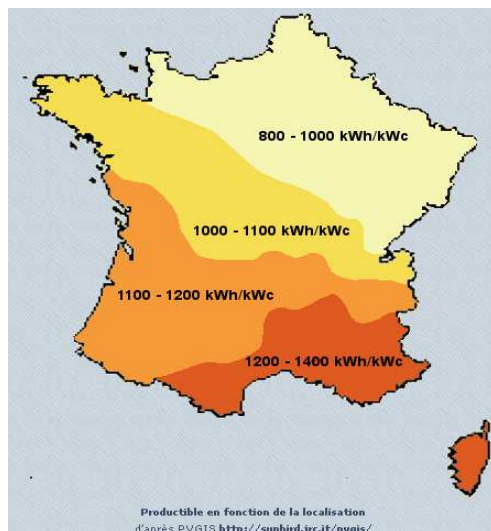 800 - 1000 kWh/kWc
1000 - 1100 kWh/kWc
1100 - 1200 kWh/kWc
1200 - 1400 kWh/kWc
Productible en fonction de la localisation
d'après PVGIS http://sunbird.jrc.it/pvgis/